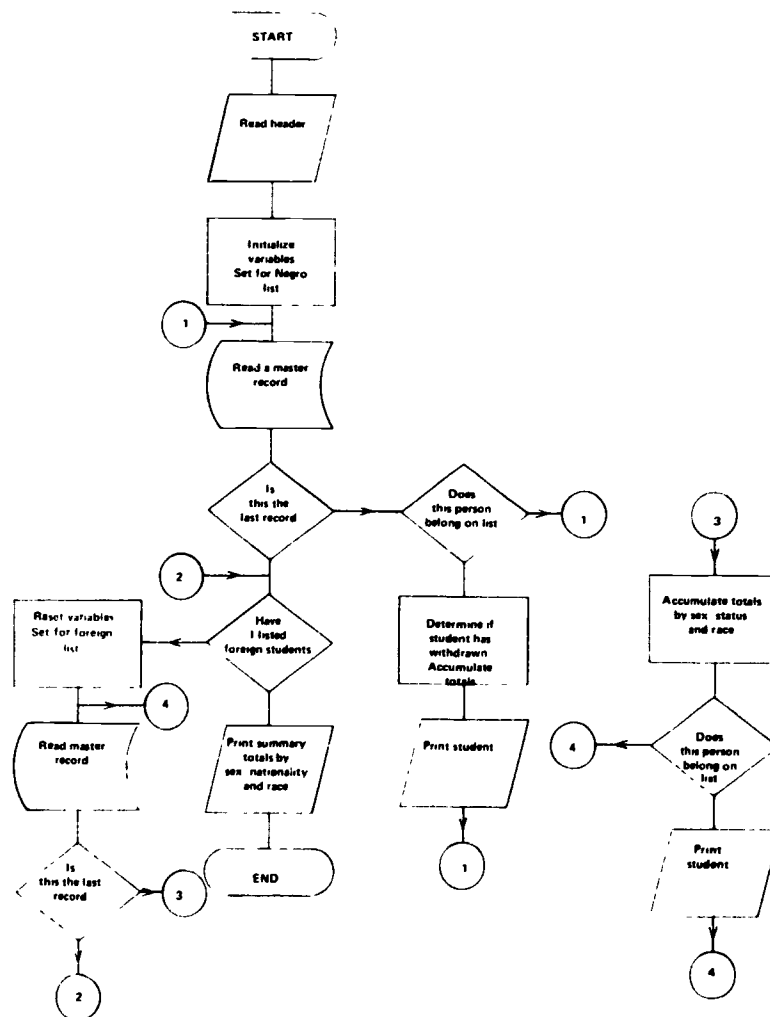 START
Read header
Initialize
variables
Set for Negro
list
1
Read a master
record
Is
this the
last record
Does
this person
belong on list
1
2
Have
I listed
foreign students
Reset variables
Set for foreign
list
4
Read master
record
Is
this the last
record
3
2
Print summary
totals by
sex nationality
and race
END
Determine if
student has
withdrawn
Accumulate
totals
Print student
1
3
Accumulate totals
by sex status
and race
Does
this person
belong on
list
4
Print
student
4